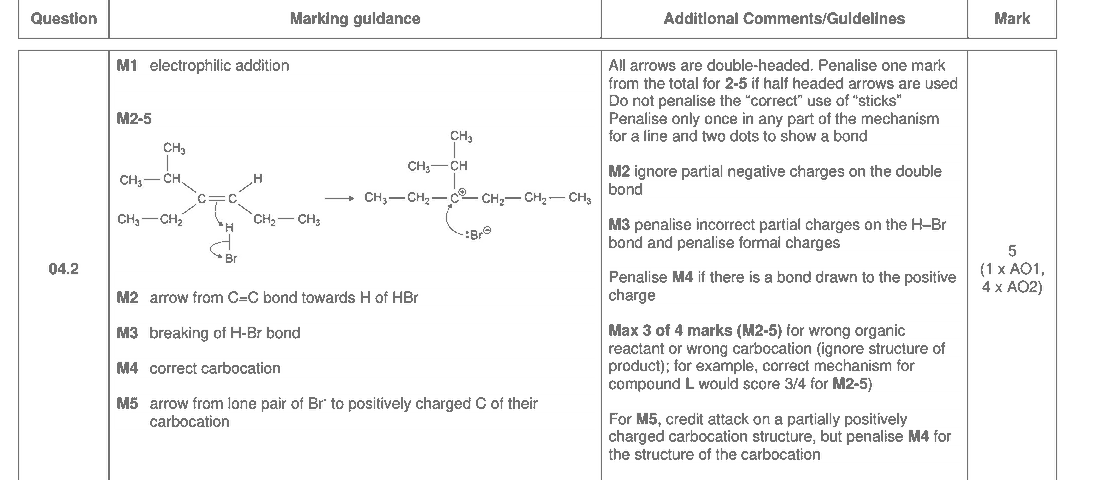 Question Marking guidance Additional Comments/Guidelines Mark
04.2
M1 electrophilic addition
M2-5
CH3
CH3—CH
H
C=C
CH3—CH2
CH2—CH3
H
Br
CH3
CH3—CH
CH3—CH2—C⊕—CH2—CH2—CH3
:Br⊖
M2 arrow from C=C bond towards H of HBr
M3 breaking of H-Br bond
M4 correct carbocation
M5 arrow from lone pair of Br- to positively charged C of their
carbocation
All arrows are double-headed. Penalise one mark
from the total for 2-5 if half headed arrows are used
Do not penalise the “correct” use of “sticks”
Penalise only once in any part of the mechanism
for a line and two dots to show a bond
M2 ignore partial negative charges on the double
bond
M3 penalise incorrect partial charges on the H–Br
bond and penalise formal charges
Penalise M4 if there is a bond drawn to the positive
charge
Max 3 of 4 marks (M2-5) for wrong organic
reactant or wrong carbocation (ignore structure of
product); for example, correct mechanism for
compound L would score 3/4 for M2-5)
For M5, credit attack on a partially positively
charged carbocation structure, but penalise M4 for
the structure of the carbocation
5
(1 x AO1,
4 x AO2)